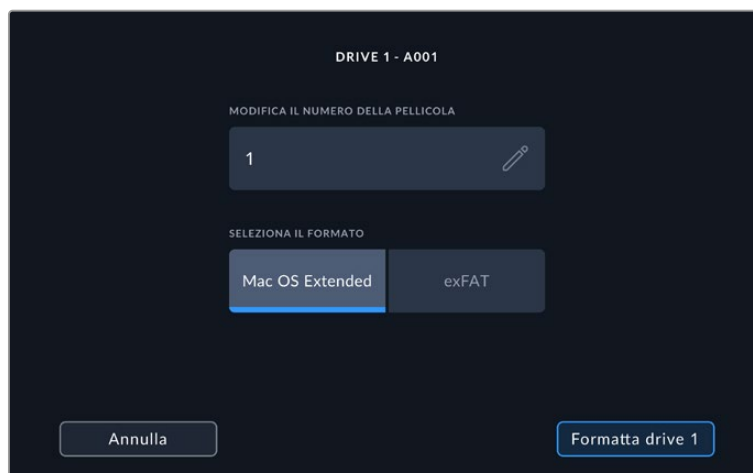 DRIVE 1 - A001
MODIFICA IL NUMERO DELLA PELLICOLA
1
SELEZIONA IL FORMATO
Mac OS Extended exFAT
Annulla Formatta drive 1